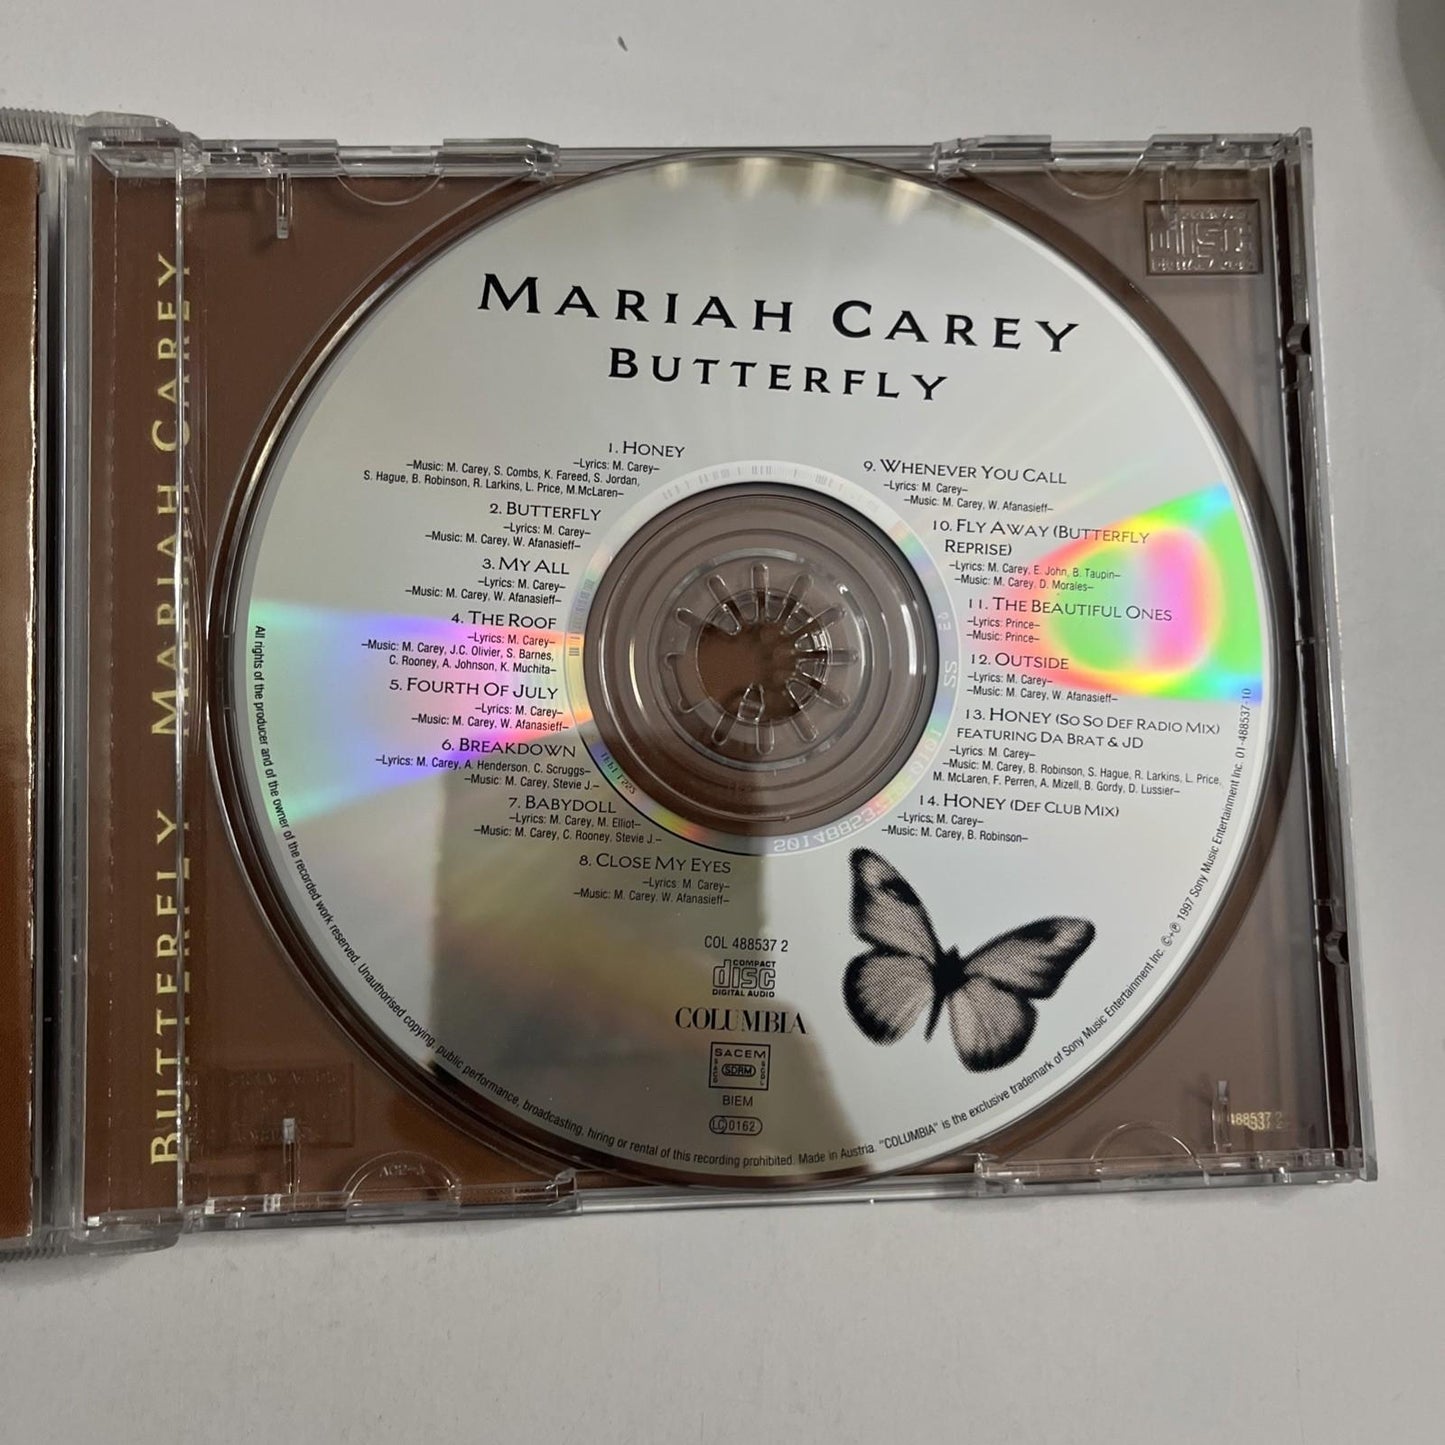 BUTTERFLY MARIAH CAREY
MARIAH CAREY
BUTTERFLY
1. HONEY
–Lyrics: M. Carey–
–Music: M. Carey, S. Combs, K. Fareed, S. Jordan,
S. Hague, B. Robinson, R. Larkins, L. Price, M.McLaren–
2. BUTTERFLY
–Lyrics: M. Carey–
–Music: M. Carey, W. Afanasieff–
3. MY ALL
–Lyrics: M. Carey–
–Music: M. Carey, W. Afanasieff–
4. THE ROOF
–Lyrics: M. Carey–
–Music: M. Carey, J.C. Olivier, S. Barnes,
C. Rooney, A. Johnson, K. Muchita–
5. FOURTH OF JULY
–Lyrics: M. Carey–
–Music: M. Carey, W. Afanasieff–
6. BREAKDOWN
–Lyrics: M. Carey, A. Henderson, C. Scruggs–
–Music: M. Carey, Stevie J.–
7. BABYDOLL
–Lyrics: M. Carey, M. Elliot–
–Music: M. Carey, C. Rooney, Stevie J.–
8. CLOSE MY EYES
–Lyrics: M. Carey–
–Music: M. Carey, W. Afanasieff–
9. WHENEVER YOU CALL
–Lyrics: M. Carey–
–Music: M. Carey, W. Afanasieff–
10. FLY AWAY (BUTTERFLY
REPRISE)
–Lyrics: M. Carey, E. John, B. Taupin–
–Music: M. Carey, D. Morales–
11. THE BEAUTIFUL ONES
–Lyrics: Prince–
–Music: Prince–
12. OUTSIDE
–Lyrics: M. Carey–
–Music: M. Carey, W. Afanasieff–
13. HONEY (SO SO DEF RADIO MIX)
FEATURING DA BRAT & JD
–Lyrics: M. Carey–
–Music: M. Carey, B. Robinson, S. Hague, R. Larkins, L. Price,
M. McLaren, F. Perren, A. Mizell, B. Gordy, D. Lussier–
14. HONEY (DEF CLUB MIX)
–Lyrics: M. Carey–
–Music: M. Carey, B. Robinson–
COL 488537 2
COMPACT
disc
DIGITAL AUDIO
COLUMBIA
SACEM
SACD SDRM SGDL
BIEM
LC 0162
All rights of the producer and of the owner of the recorded work reserved. Unauthorised copying, public performance, broadcasting, hiring or rental of this recording prohibited. Made in Austria. "COLUMBIA" is the exclusive trademark of Sony Music Entertainment Inc. ©+℗ 1997 Sony Music Entertainment Inc. 01-488537-10
488537 2